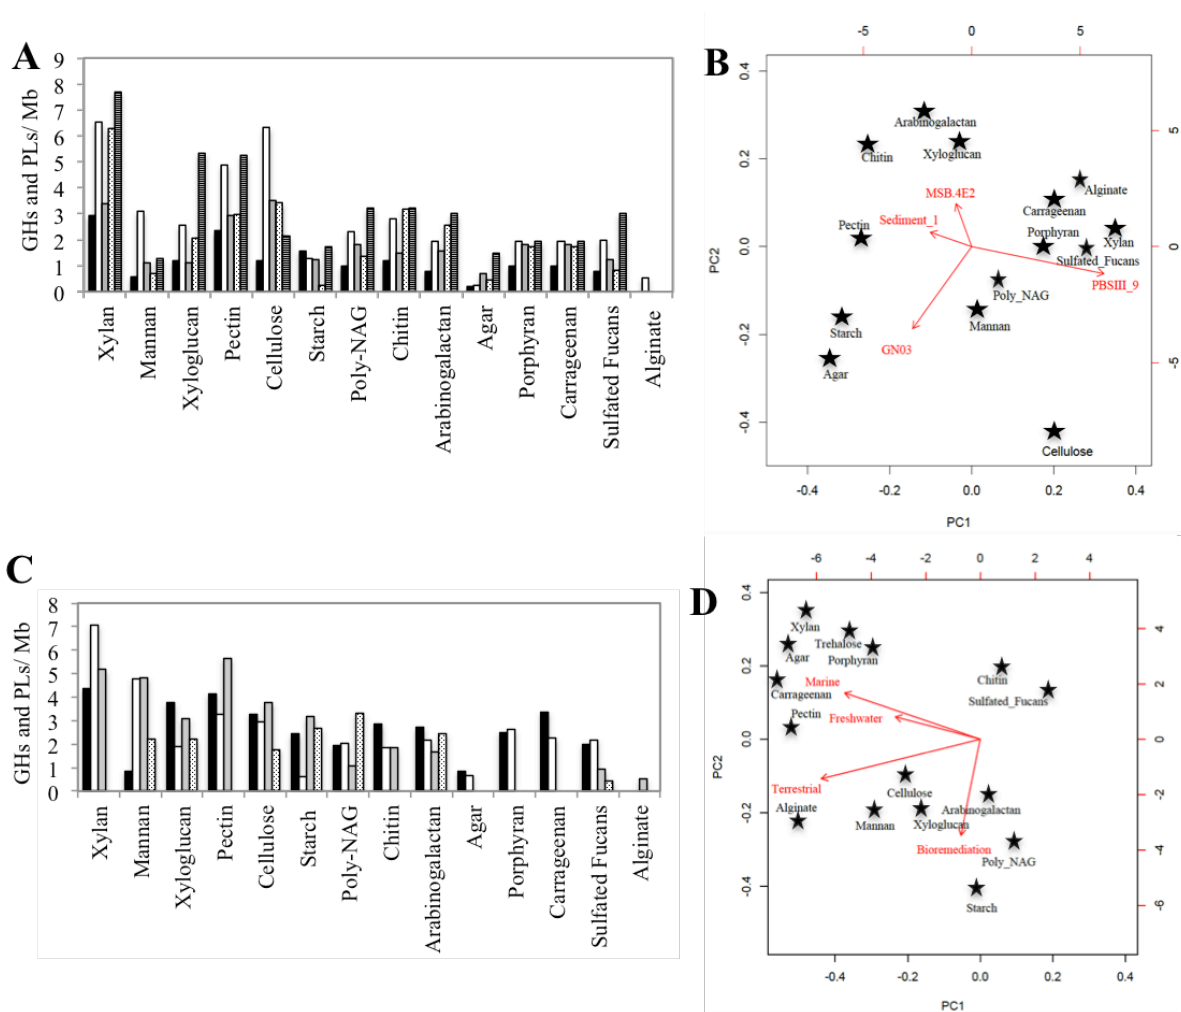 A
GHs and PLs/ Mb
9
8
7
6
5
4
3
2
1
0
Xylan
Mannan
Xyloglucan
Pectin
Cellulose
Starch
Poly-NAG
Chitin
Arabinogalactan
Agar
Porphyran
Carrageenan
Sulfated Fucans
Alginate
B
-5 0 5
PC2
0.4
0.2
0.0
-0.2
-0.4
5
0
-5
Arabinogalactan
Chitin
Xyloglucan
Alginate
MSB.4E2
Carrageenan
Sediment_1
Pectin
Porphyran
Xylan
Sulfated_Fucans
PBSIII_9
Poly_NAG
Mannan
Starch
GN03
Agar
Cellulose
-0.4 -0.2 0.0 0.2 0.4
PC1
C
GHs and PLs/ Mb
8
7
6
5
4
3
2
1
0
Xylan
Mannan
Xyloglucan
Pectin
Cellulose
Starch
Poly-NAG
Chitin
Arabinogalactan
Agar
Porphyran
Carrageenan
Sulfated Fucans
Alginate
D
-6 -4 -2 0 2 4
PC2
0.4
0.2
0.0
-0.2
-0.4
4
2
0
-2
-4
-6
Xylan
Trehalose
Agar
Porphyran
Chitin
Marine
Carrageenan
Sulfated_Fucans
Pectin
Freshwater
Terrestrial
Cellulose
Alginate
Mannan
Xyloglucan
Arabinogalactan
Bioremediation
Poly_NAG
Starch
-0.4 -0.2 0.0 0.2 0.4
PC1